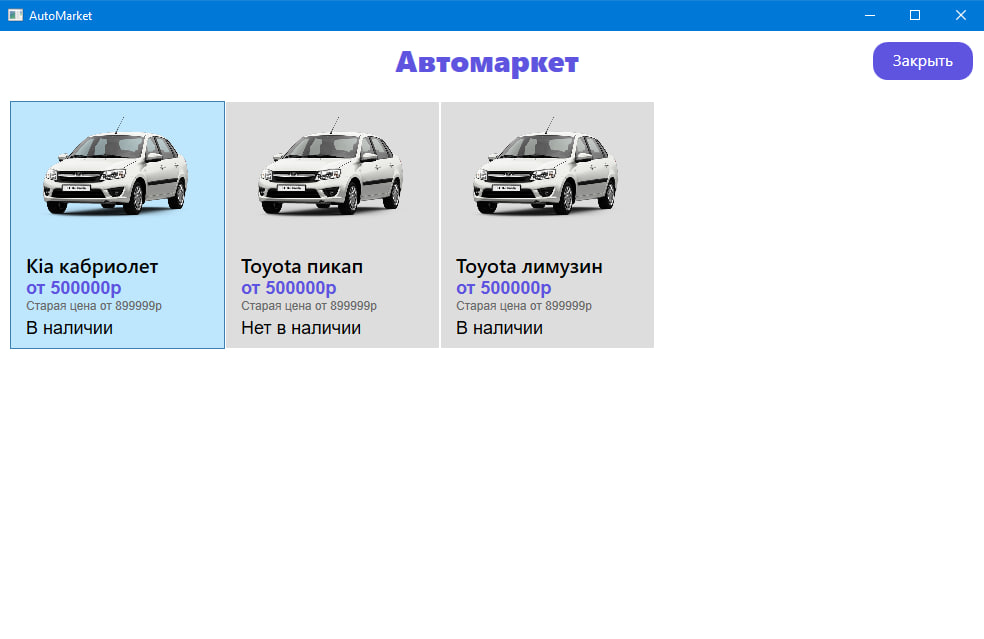 AutoMarket
Автомаркет
Закрыть
Kia кабриолет
от 500000р
Старая цена от 899999р
В наличии
Toyota пикап
от 500000р
Старая цена от 899999р
Нет в наличии
Toyota лимузин
от 500000р
Старая цена от 899999р
В наличии